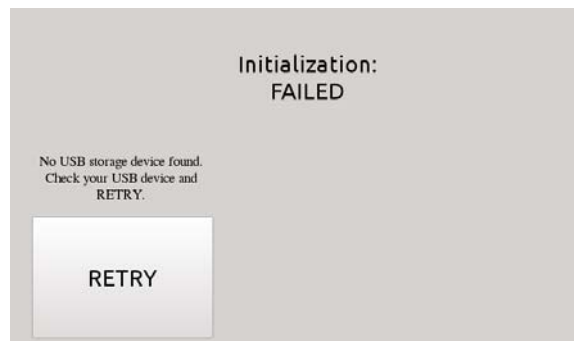 Initialization:
FAILED
No USB storage device found.
Check your USB device and
RETRY.
RETRY